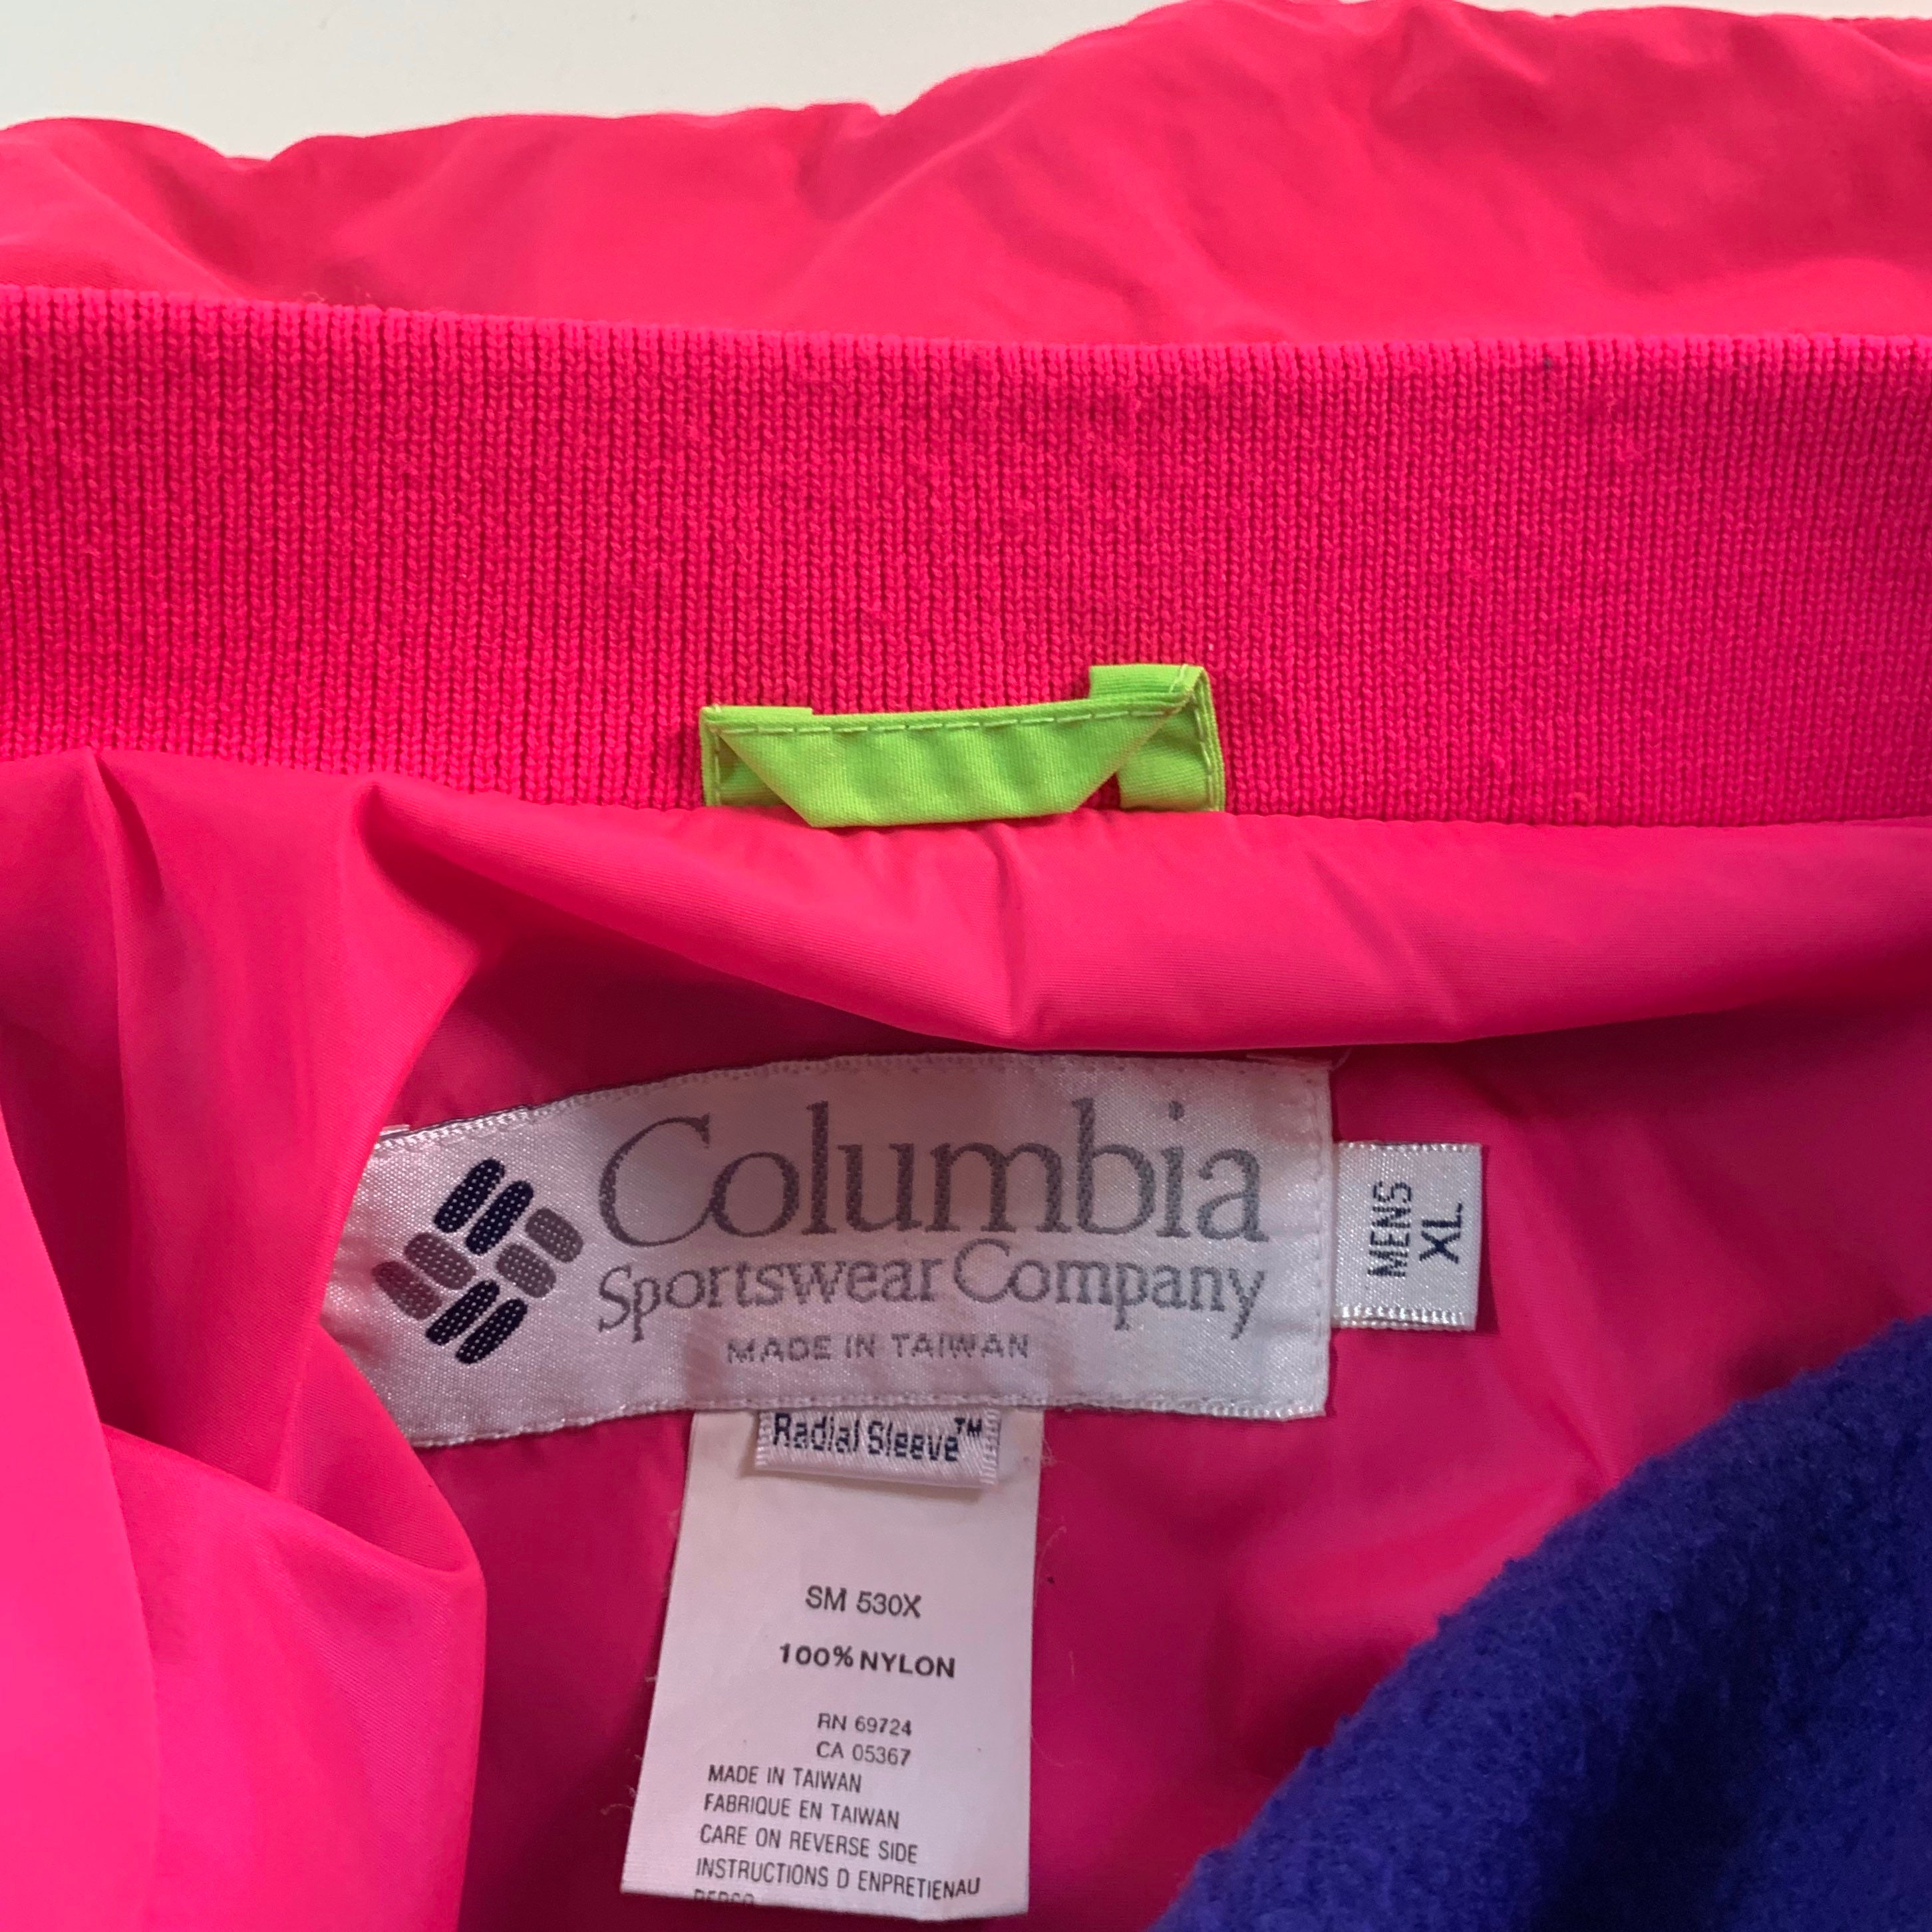 Columbia
Sportswear Company
MADE IN TAIWAN
MENS
XL
Radial Sleeve™
SM 530X
100% NYLON
RN 69724
CA 05367
MADE IN TAIWAN
FABRIQUE EN TAIWAN
CARE ON REVERSE SIDE
INSTRUCTIONS D ENPRETIENAU